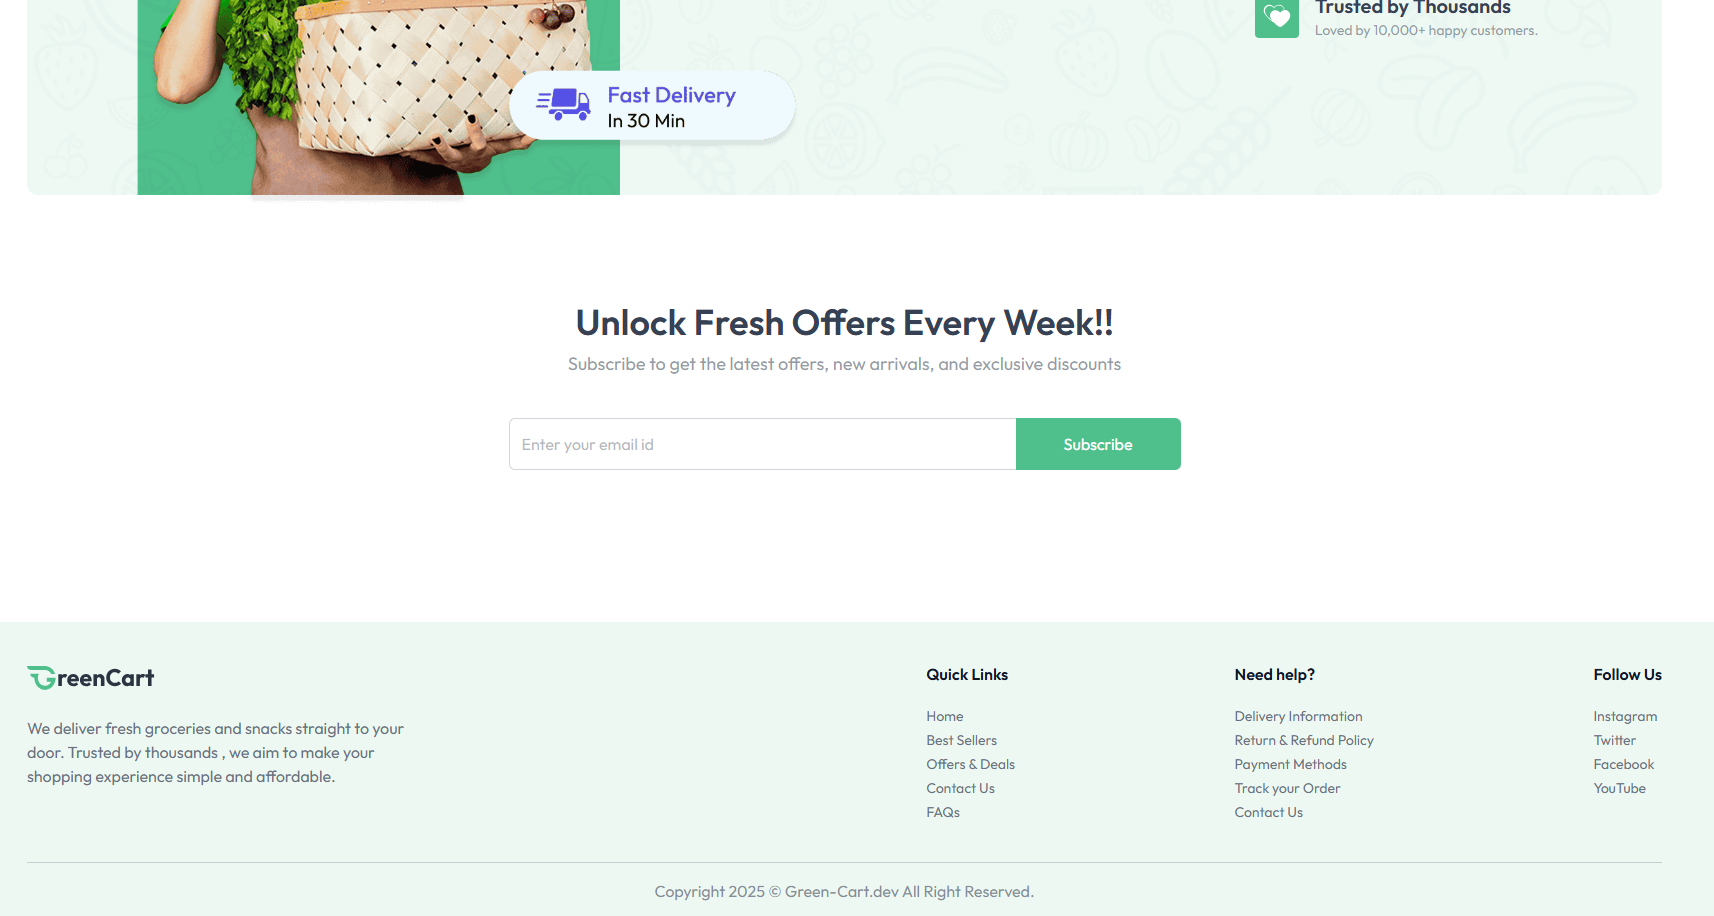 Trusted by Thousands
Loved by 10,000+ happy customers.
Fast Delivery
In 30 Min
Unlock Fresh Offers Every Week!!
Subscribe to get the latest offers, new arrivals, and exclusive discounts
Enter your email id
Subscribe
GreenCart
We deliver fresh groceries and snacks straight to your
door. Trusted by thousands , we aim to make your
shopping experience simple and affordable.
Quick Links
Home
Best Sellers
Offers & Deals
Contact Us
FAQs
Need help?
Delivery Information
Return & Refund Policy
Payment Methods
Track your Order
Contact Us
Follow Us
Instagram
Twitter
Facebook
YouTube
Copyright 2025 © Green-Cart.dev All Right Reserved.